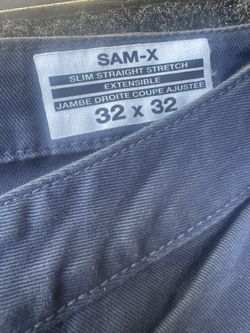 SAM-X
SLIM STRAIGHT STRETCH
EXTENSIBLE
JAMBE DROITE COUPE AJUSTÉE
32 x 32